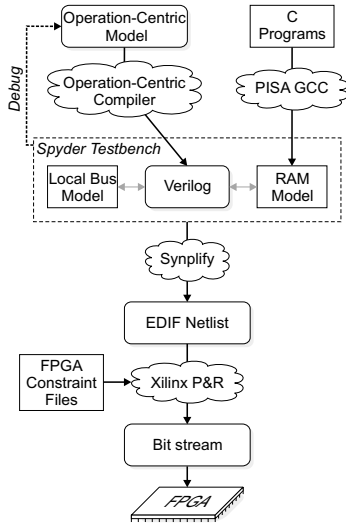 Operation-Centric
Model
C
Programs
Debug
Operation-Centric
Compiler
PISA GCC
Spyder Testbench
Local Bus
Model
Verilog
RAM
Model
Synplify
EDIF Netlist
FPGA
Constraint
Files
Xilinx P&R
Bit stream
FPGA